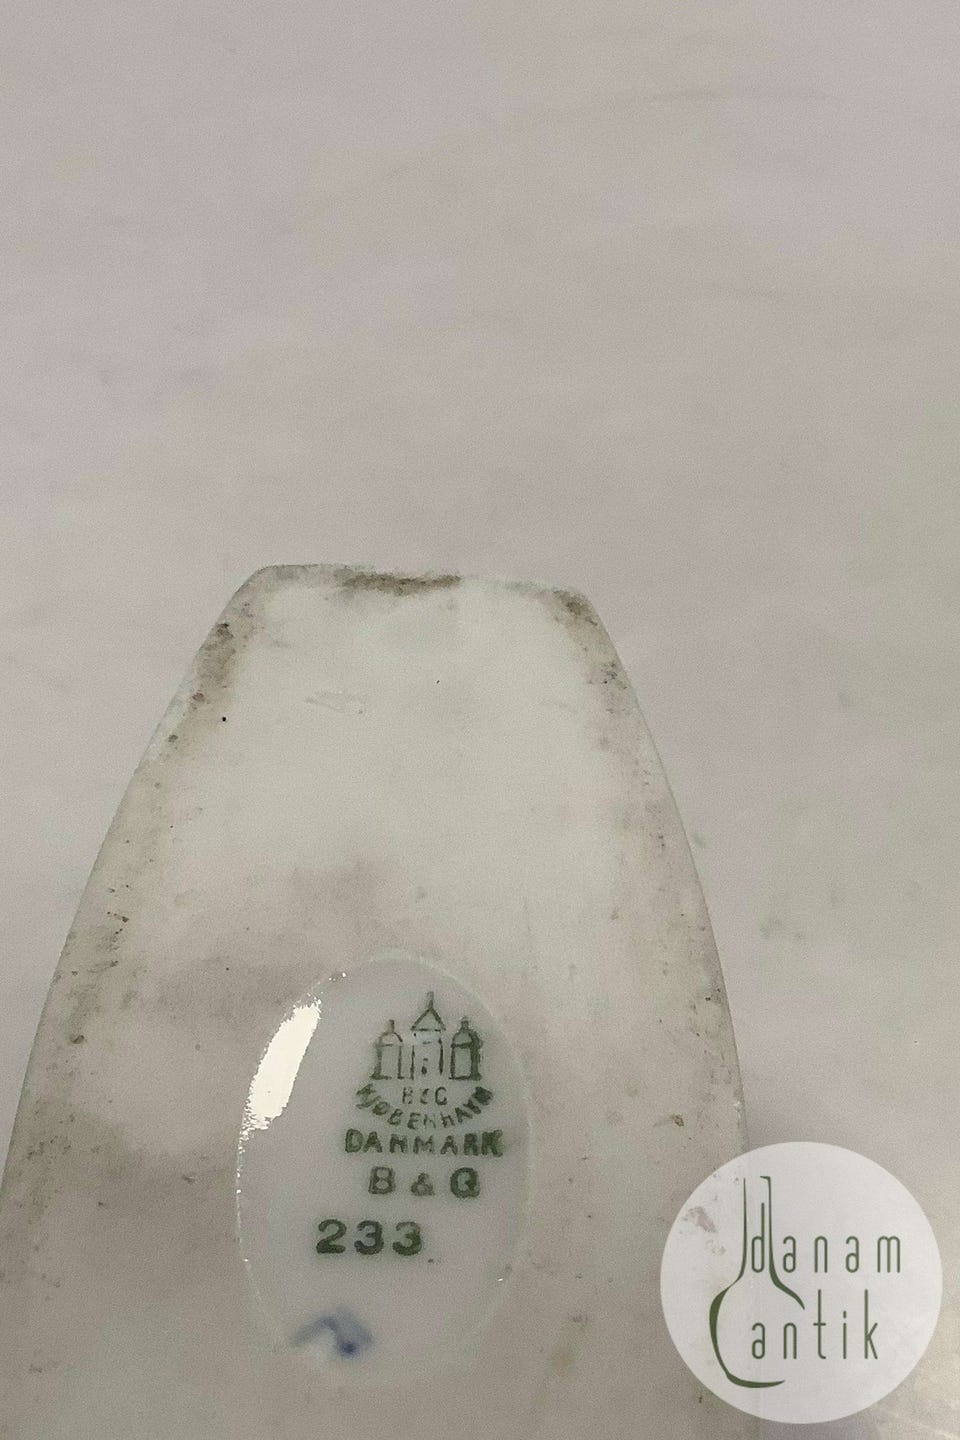 B&G
KJØBENHAVN
DANMARK
B & G
233
danam
antik